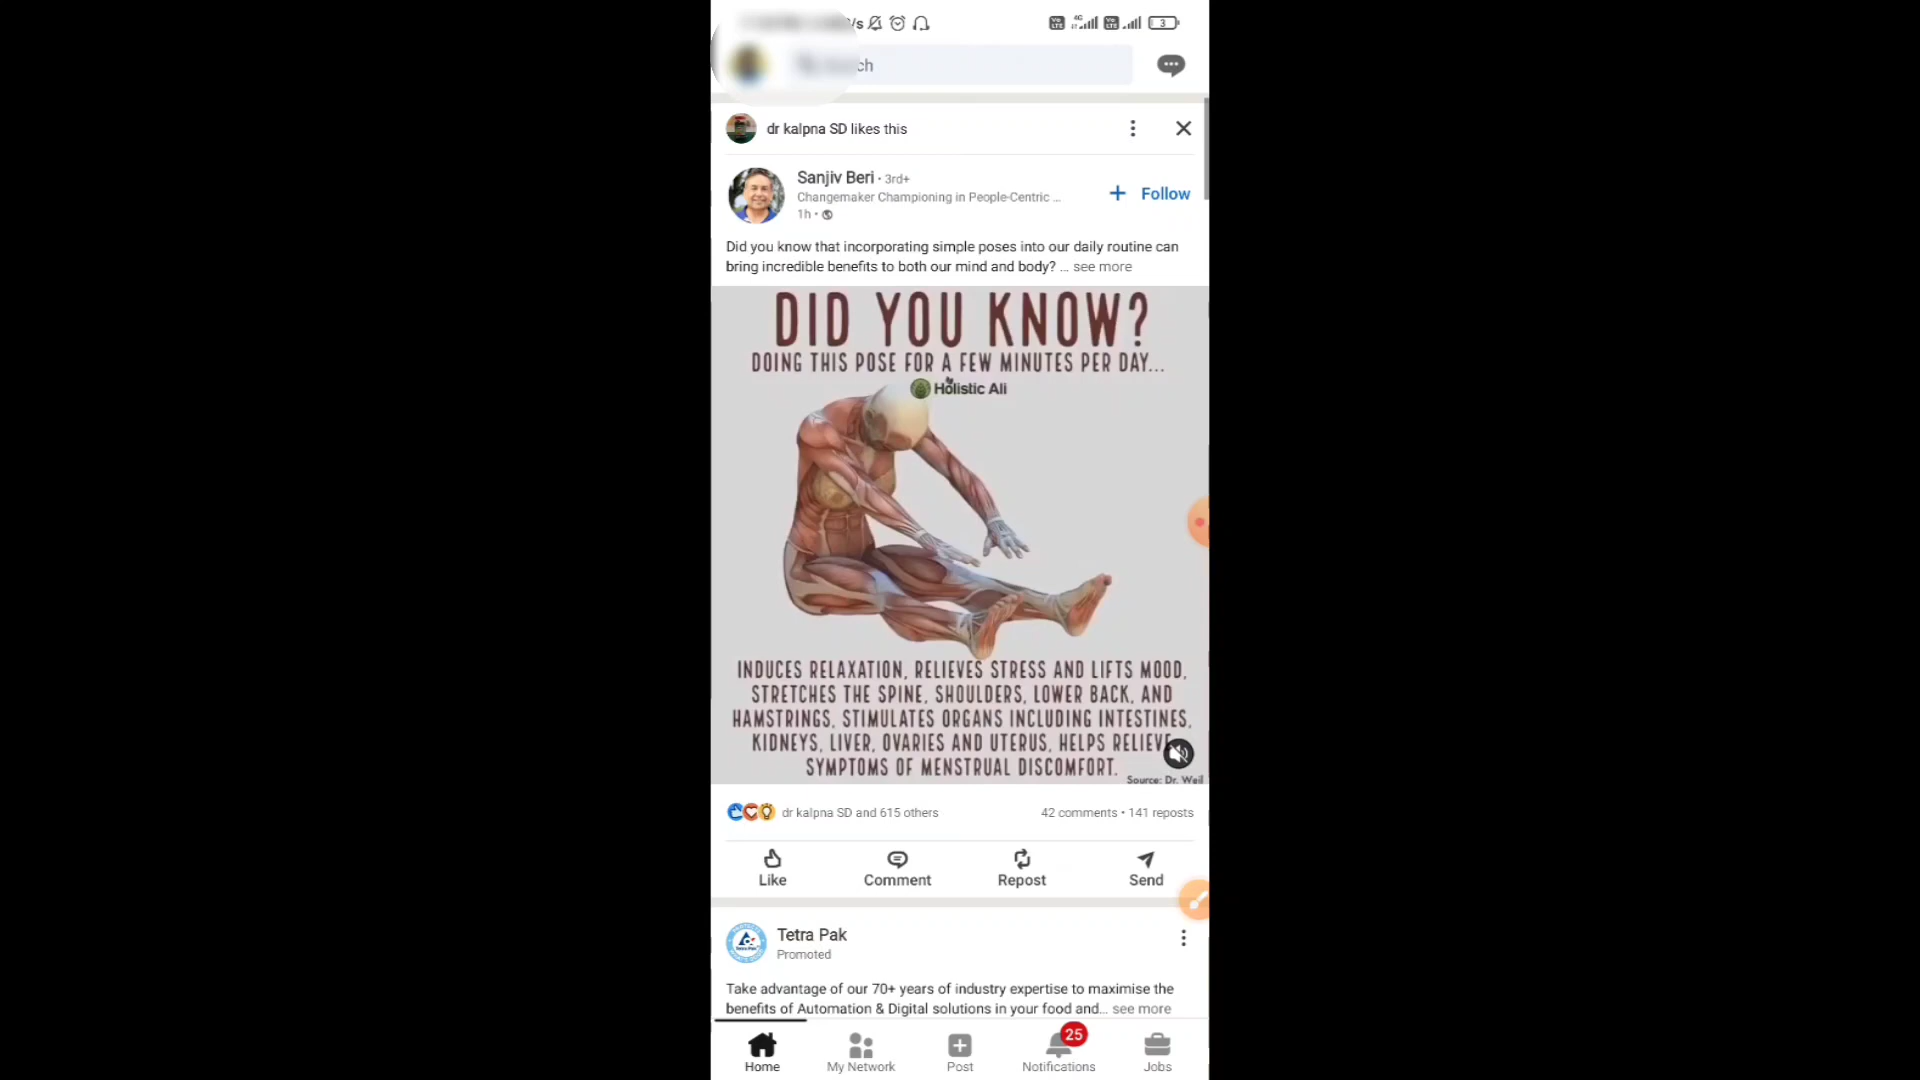 /s
3
ch
dr kalpna SD likes this
Sanjiv Beri • 3rd+
Changemaker Championing in People-Centric ...
+ Follow
1h •
Did you know that incorporating simple poses into our daily routine can
bring incredible benefits to both our mind and body? ... see more
DID YOU KNOW?
DOING THIS POSE FOR A FEW MINUTES PER DAY...
Holistic Ali
INDUCES RELAXATION, RELIEVES STRESS AND LIFTS MOOD,
STRETCHES THE SPINE, SHOULDERS, LOWER BACK, AND
HAMSTRINGS, STIMULATES ORGANS INCLUDING INTESTINES,
KIDNEYS, LIVER, OVARIES AND UTERUS, HELPS RELIEVE
SYMPTOMS OF MENSTRUAL DISCOMFORT.
Source: Dr. Weil
dr kalpna SD and 615 others
42 comments • 141 reposts
Like Comment Repost Send
Tetra Pak
Promoted
Take advantage of our 70+ years of industry expertise to maximise the
benefits of Automation & Digital solutions in your food and... see more
25
Home My Network Post Notifications Jobs